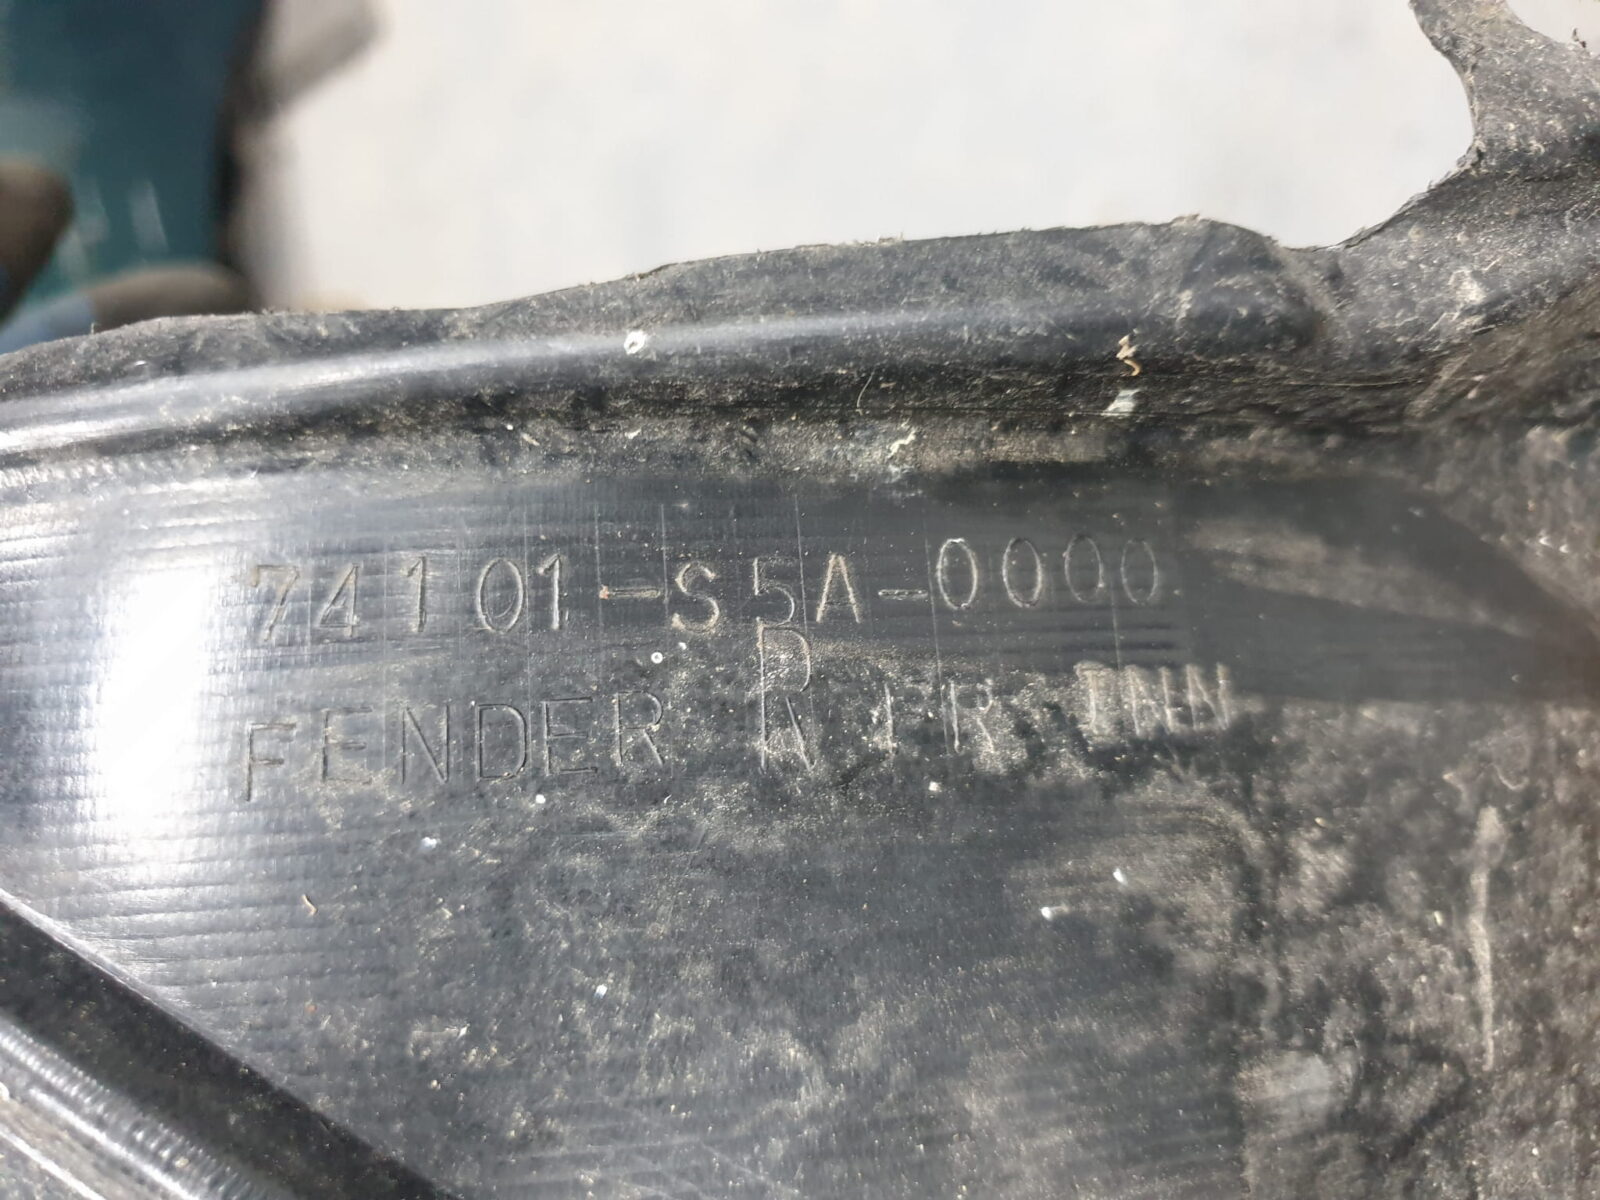 74101-S5A-0000
FENDER R FR INN